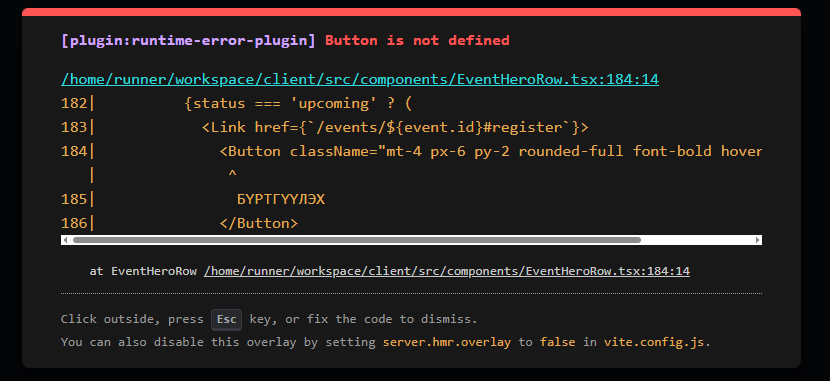 [plugin:runtime-error-plugin] Button is not defined
/home/runner/workspace/client/src/components/EventHeroRow.tsx:184:14
182|          {status === 'upcoming' ? (
183|            <Link href={`/events/${event.id}#register`}>
184|              <Button className="mt-4 px-6 py-2 rounded-full font-bold hover
   |               ^
185|                БҮРТГҮҮЛЭХ
186|              </Button>
at EventHeroRow /home/runner/workspace/client/src/components/EventHeroRow.tsx:184:14
Click outside, press Esc key, or fix the code to dismiss.
You can also disable this overlay by setting server.hmr.overlay to false in vite.config.js.